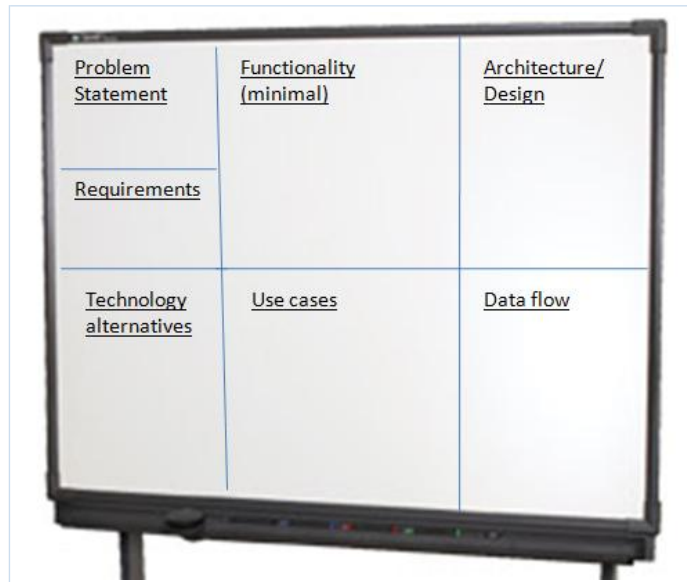 Problem
Statement
Functionality
(minimal)
Architecture/
Design
Requirements
Technology
alternatives
Use cases
Data flow